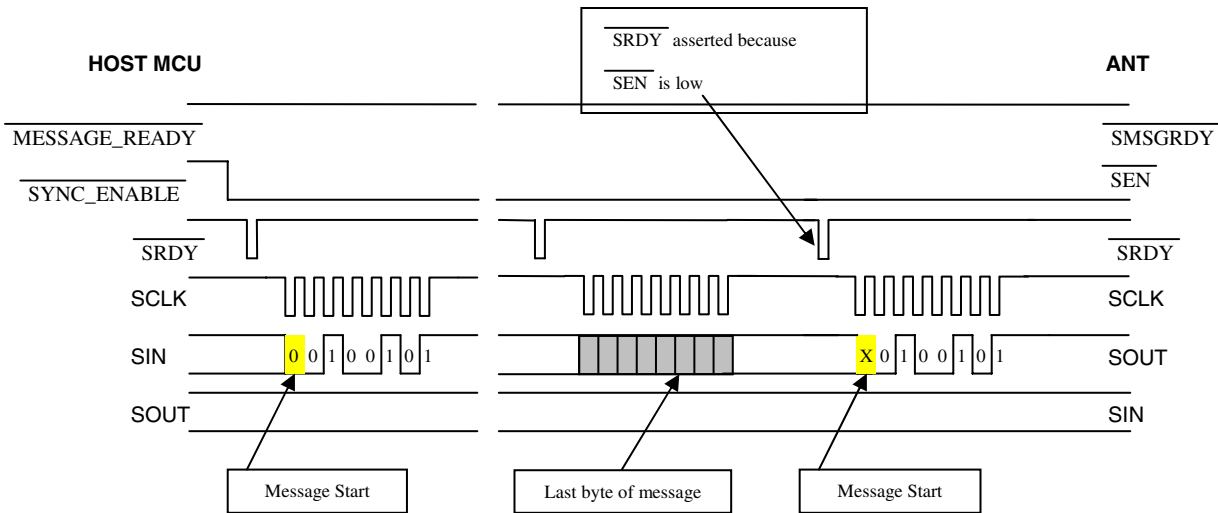 SRDY asserted because
SEN is low
HOST MCU
ANT
MESSAGE_READY
SMSGRDY
SYNC_ENABLE
SEN
SRDY
SRDY
SCLK
SCLK
SIN
0 0 1 0 0 1 0 1
X 0 1 0 0 1 0 1
SOUT
SOUT
SIN
Message Start
Last byte of message
Message Start